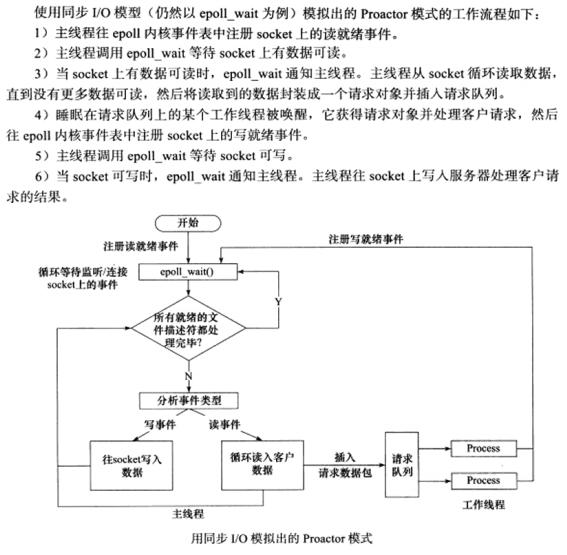 使用同步 I/O 模型（仍然以 epoll_wait 为例）模拟出的 Proactor 模式的工作流程如下：
1）主线程往 epoll 内核事件表中注册 socket 上的读就绪事件。
2）主线程调用 epoll_wait 等待 socket 上有数据可读。
3）当 socket 上有数据可读时，epoll_wait 通知主线程。主线程从 socket 循环读取数据，
直到没有更多数据可读，然后将读取到的数据封装成一个请求对象并插入请求队列。
4）睡眠在请求队列上的某个工作线程被唤醒，它获得请求对象并处理客户请求，然后
往 epoll 内核事件表中注册 socket 上的写就绪事件。
5）主线程调用 epoll_wait 等待 socket 可写。
6）当 socket 可写时，epoll_wait 通知主线程。主线程往 socket 上写入服务器处理客户请
求的结果。
开始
注册读就绪事件
注册写就绪事件
循环等待监听/连接
socket上的事件
epoll_wait()
Y
所有就绪的文
件描述符都处
理完毕?
N
分析事件类型
写事件
读事件
往socket写入
数据
循环读入客户
数据
插入
请求数据包
请求
队列
Process
Process
主线程
工作线程
用同步 I/O 模拟出的 Proactor 模式